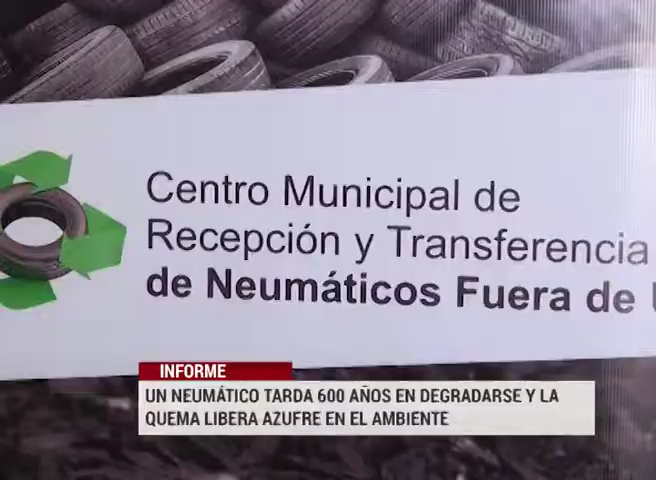 Centro Municipal de
Recepción y Transferencia
de Neumáticos Fuera de
INFORME
UN NEUMÁTICO TARDA 600 AÑOS EN DEGRADARSE Y LA
QUEMA LIBERA AZUFRE EN EL AMBIENTE